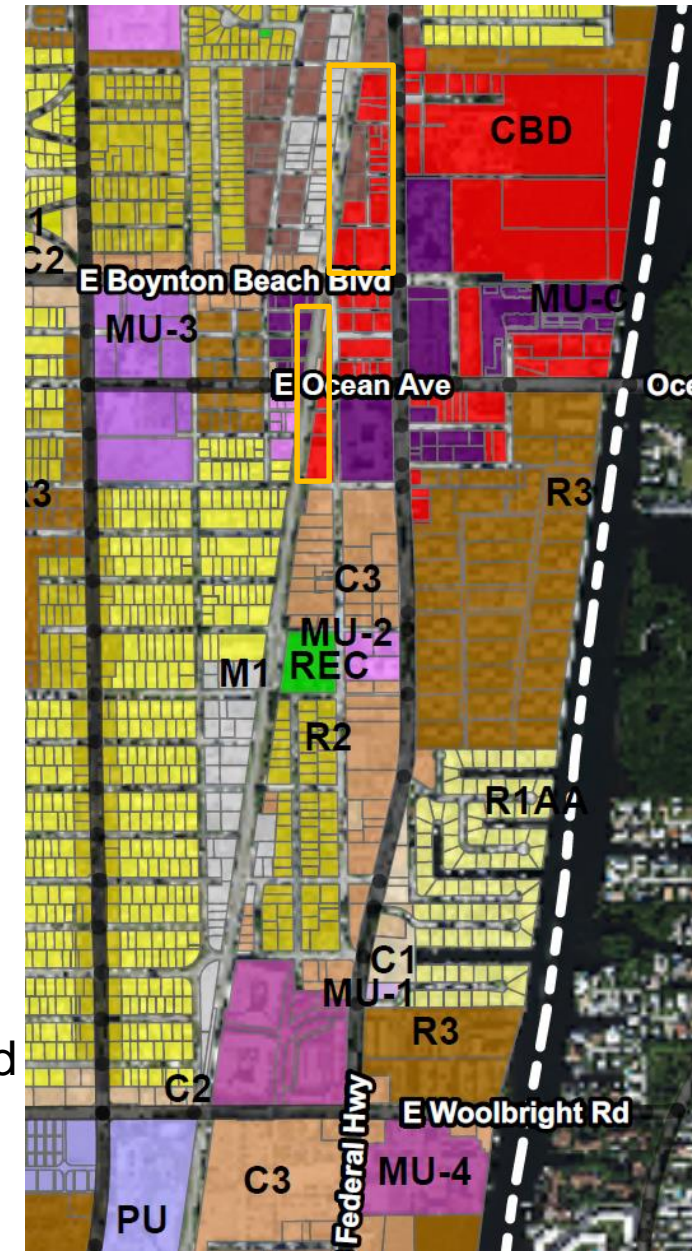 CBD
1
C2
E Boynton Beach Blvd
MU-C
MU-3
E Ocean Ave
Oce
R3
R3
C3
MU-2
M1 REC
R2
R1AA
C1
MU-1
R3
d
C2
E Woolbright Rd
Federal Hwy
C3
MU-4
PU